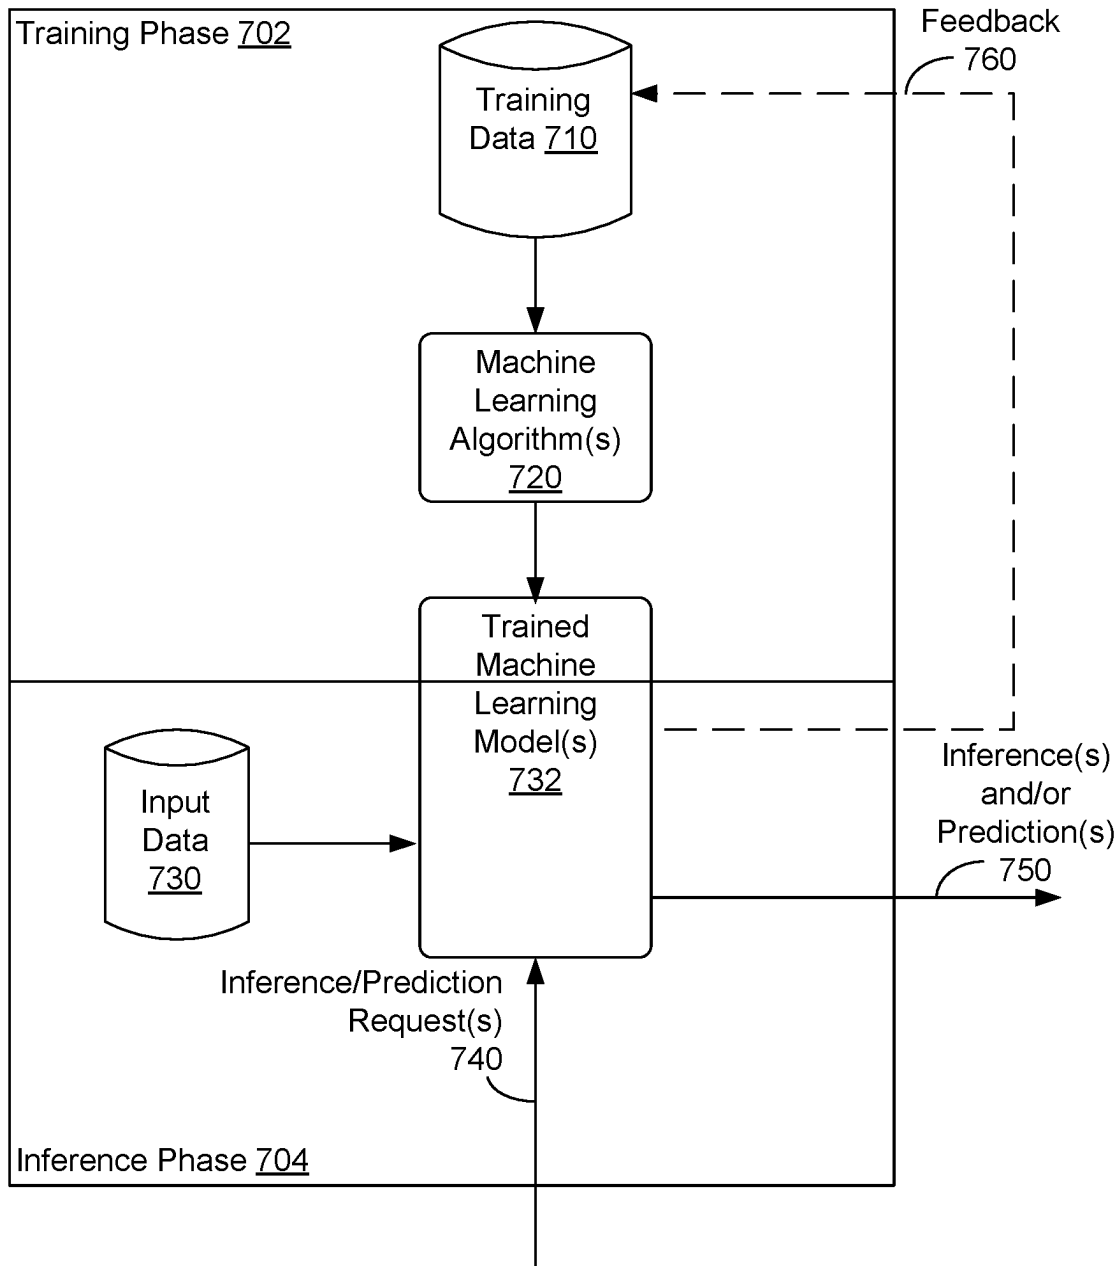 Training Phase 702
Feedback
760
Training
Data 710
Machine
Learning
Algorithm(s)
720
Trained
Machine
Learning
Model(s)
732
Input
Data
730
Inference(s)
and/or
Prediction(s)
750
Inference/Prediction
Request(s)
740
Inference Phase 704